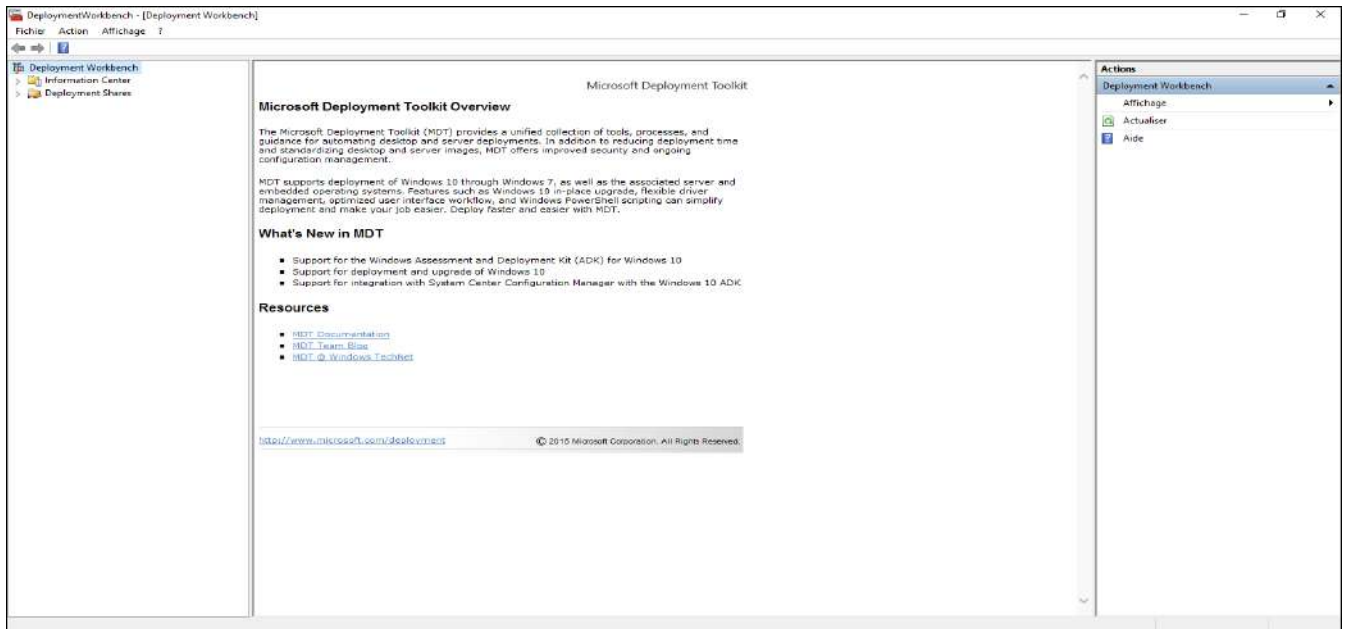 DeploymentWorkbench - [Deployment Workbench]
Fichier Action Affichage ?
Deployment Workbench
Information Center
Deployment Shares
Microsoft Deployment Toolkit
Microsoft Deployment Toolkit Overview
The Microsoft Deployment Toolkit (MDT) provides a unified collection of tools, processes, and
guidance for automating desktop and server deployments. In addition to reducing deployment time
and standardizing desktop and server images, MDT offers improved security and ongoing
configuration management.
MDT supports deployment of Windows 10 through Windows 7, as well as the associated server and
embedded operating systems. Features such as Windows 10 in-place upgrade, flexible driver
management, optimized user interface workflow, and Windows PowerShell scripting can simplify
deployment and make your job easier. Deploy faster and easier with MDT.
What's New in MDT
Support for the Windows Assessment and Deployment Kit (ADK) for Windows 10
Support for deployment and upgrade of Windows 10
Support for integration with System Center Configuration Manager with the Windows 10 ADK
Resources
MDT Documentation
MDT Team Blog
MDT @ Windows TechNet
http://www.microsoft.com/deployment
© 2015 Microsoft Corporation. All Rights Reserved.
Actions
Deployment Workbench
Affichage
Actualiser
Aide